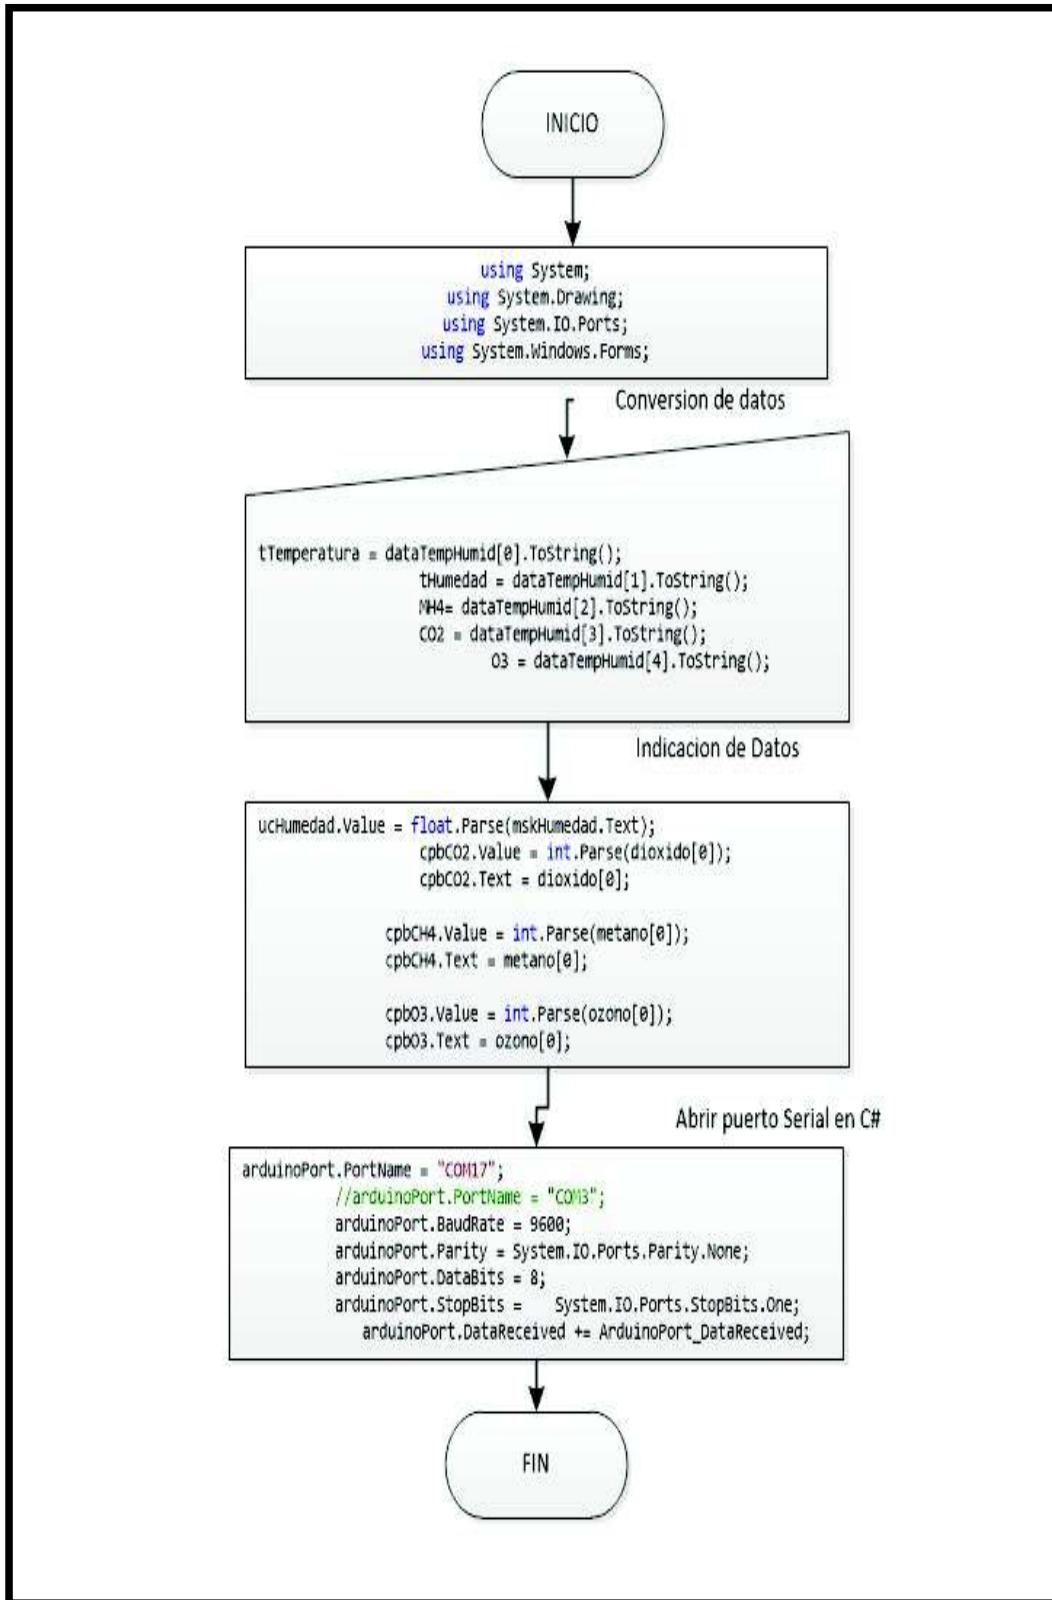 INICIO
using System;
using System.Drawing;
using System.IO.Ports;
using System.Windows.Forms;
Conversion de datos
tTemperatura = dataTempHumid[0].ToString();
tHumedad = dataTempHumid[1].ToString();
MH4= dataTempHumid[2].ToString();
CO2 = dataTempHumid[3].ToString();
O3 = dataTempHumid[4].ToString();
Indicacion de Datos
ucHumedad.Value = float.Parse(mskHumedad.Text);
cpbCO2.Value = int.Parse(dioxido[0]);
cpbCO2.Text = dioxido[0];
cpbCH4.Value = int.Parse(metano[0]);
cpbCH4.Text = metano[0];
cpbO3.Value = int.Parse(ozono[0]);
cpbO3.Text = ozono[0];
Abrir puerto Serial en C#
arduinoPort.PortName = "COM17";
//arduinoPort.PortName = "COM3";
arduinoPort.BaudRate = 9600;
arduinoPort.Parity = System.IO.Ports.Parity.None;
arduinoPort.DataBits = 8;
arduinoPort.StopBits = System.IO.Ports.StopBits.One;
arduinoPort.DataReceived += ArduinoPort_DataReceived;
FIN